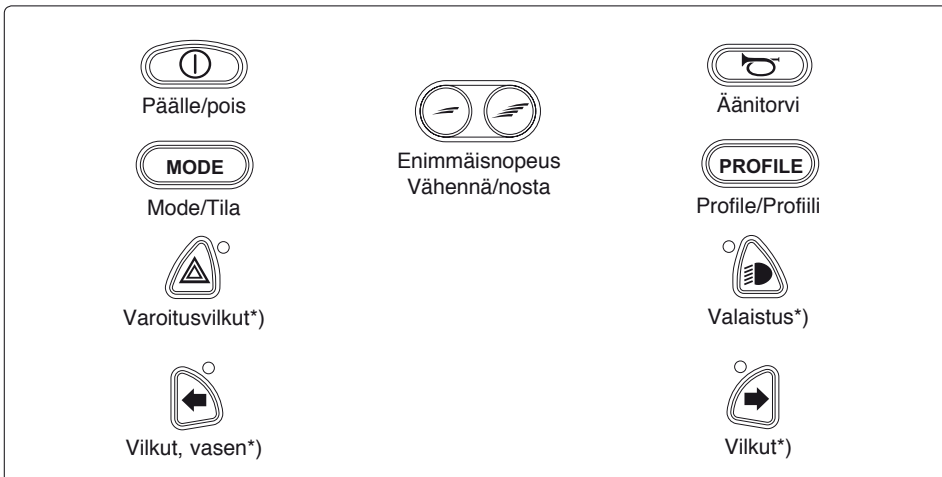 Päälle/pois
MODE
Mode/Tila
Varoitusvilkut*)
Vilkut, vasen*)
Enimmäisnopeus
Vähennä/nosta
Äänitorvi
PROFILE
Profile/Profiili
Valaistus*)
Vilkut*)